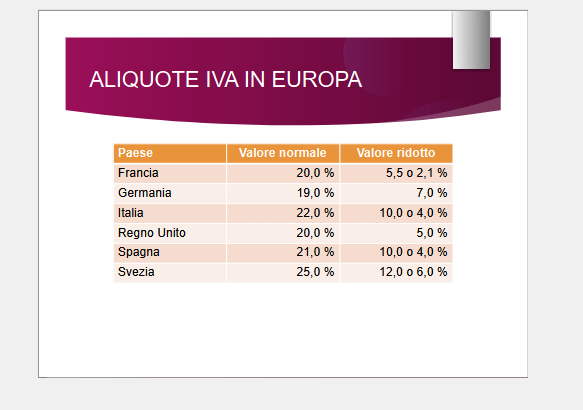 ALIQUOTE IVA IN EUROPA
Paese Valore normale Valore ridotto
Francia 20,0 % 5,5 o 2,1 %
Germania 19,0 % 7,0 %
Italia 22,0 % 10,0 o 4,0 %
Regno Unito 20,0 % 5,0 %
Spagna 21,0 % 10,0 o 4,0 %
Svezia 25,0 % 12,0 o 6,0 %